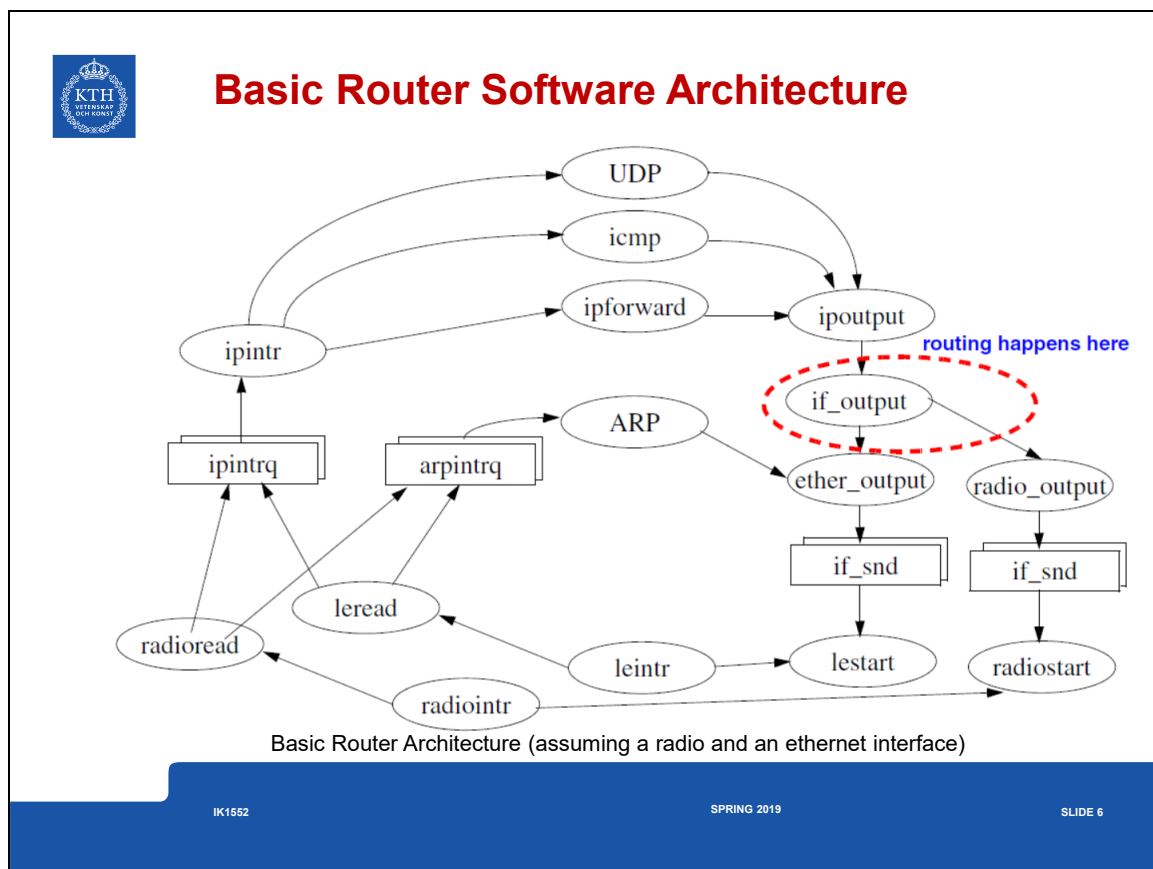 KTH
VETENSKAP
OCH KONST
Basic Router Software Architecture
UDP
icmp
ipforward
ipoutput
ipintr
routing happens here
if_output
ARP
ipintrq
arpintrq
ether_output
radio_output
if_snd
if_snd
leread
radioread
leintr
lestart
radiostart
radiointr
Basic Router Architecture (assuming a radio and an ethernet interface)
IK1552
SPRING 2019
SLIDE 6